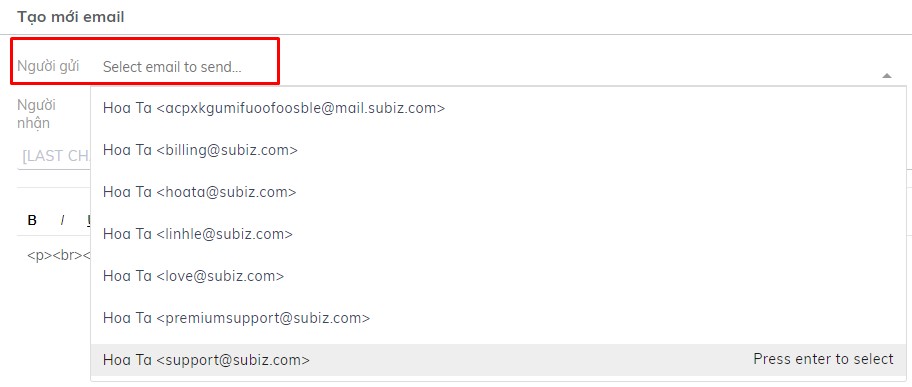 Tạo mới email
Người gửi Select email to send...
Người
nhận
Hoa Ta <acpxkgumifuoofoosble@mail.subiz.com>
Hoa Ta <billing@subiz.com>
[LAST CH
Hoa Ta <hoata@subiz.com>
B I U
Hoa Ta <linhle@subiz.com>
<p><br><
Hoa Ta <love@subiz.com>
Hoa Ta <premiumsupport@subiz.com>
Hoa Ta <support@subiz.com> Press enter to select